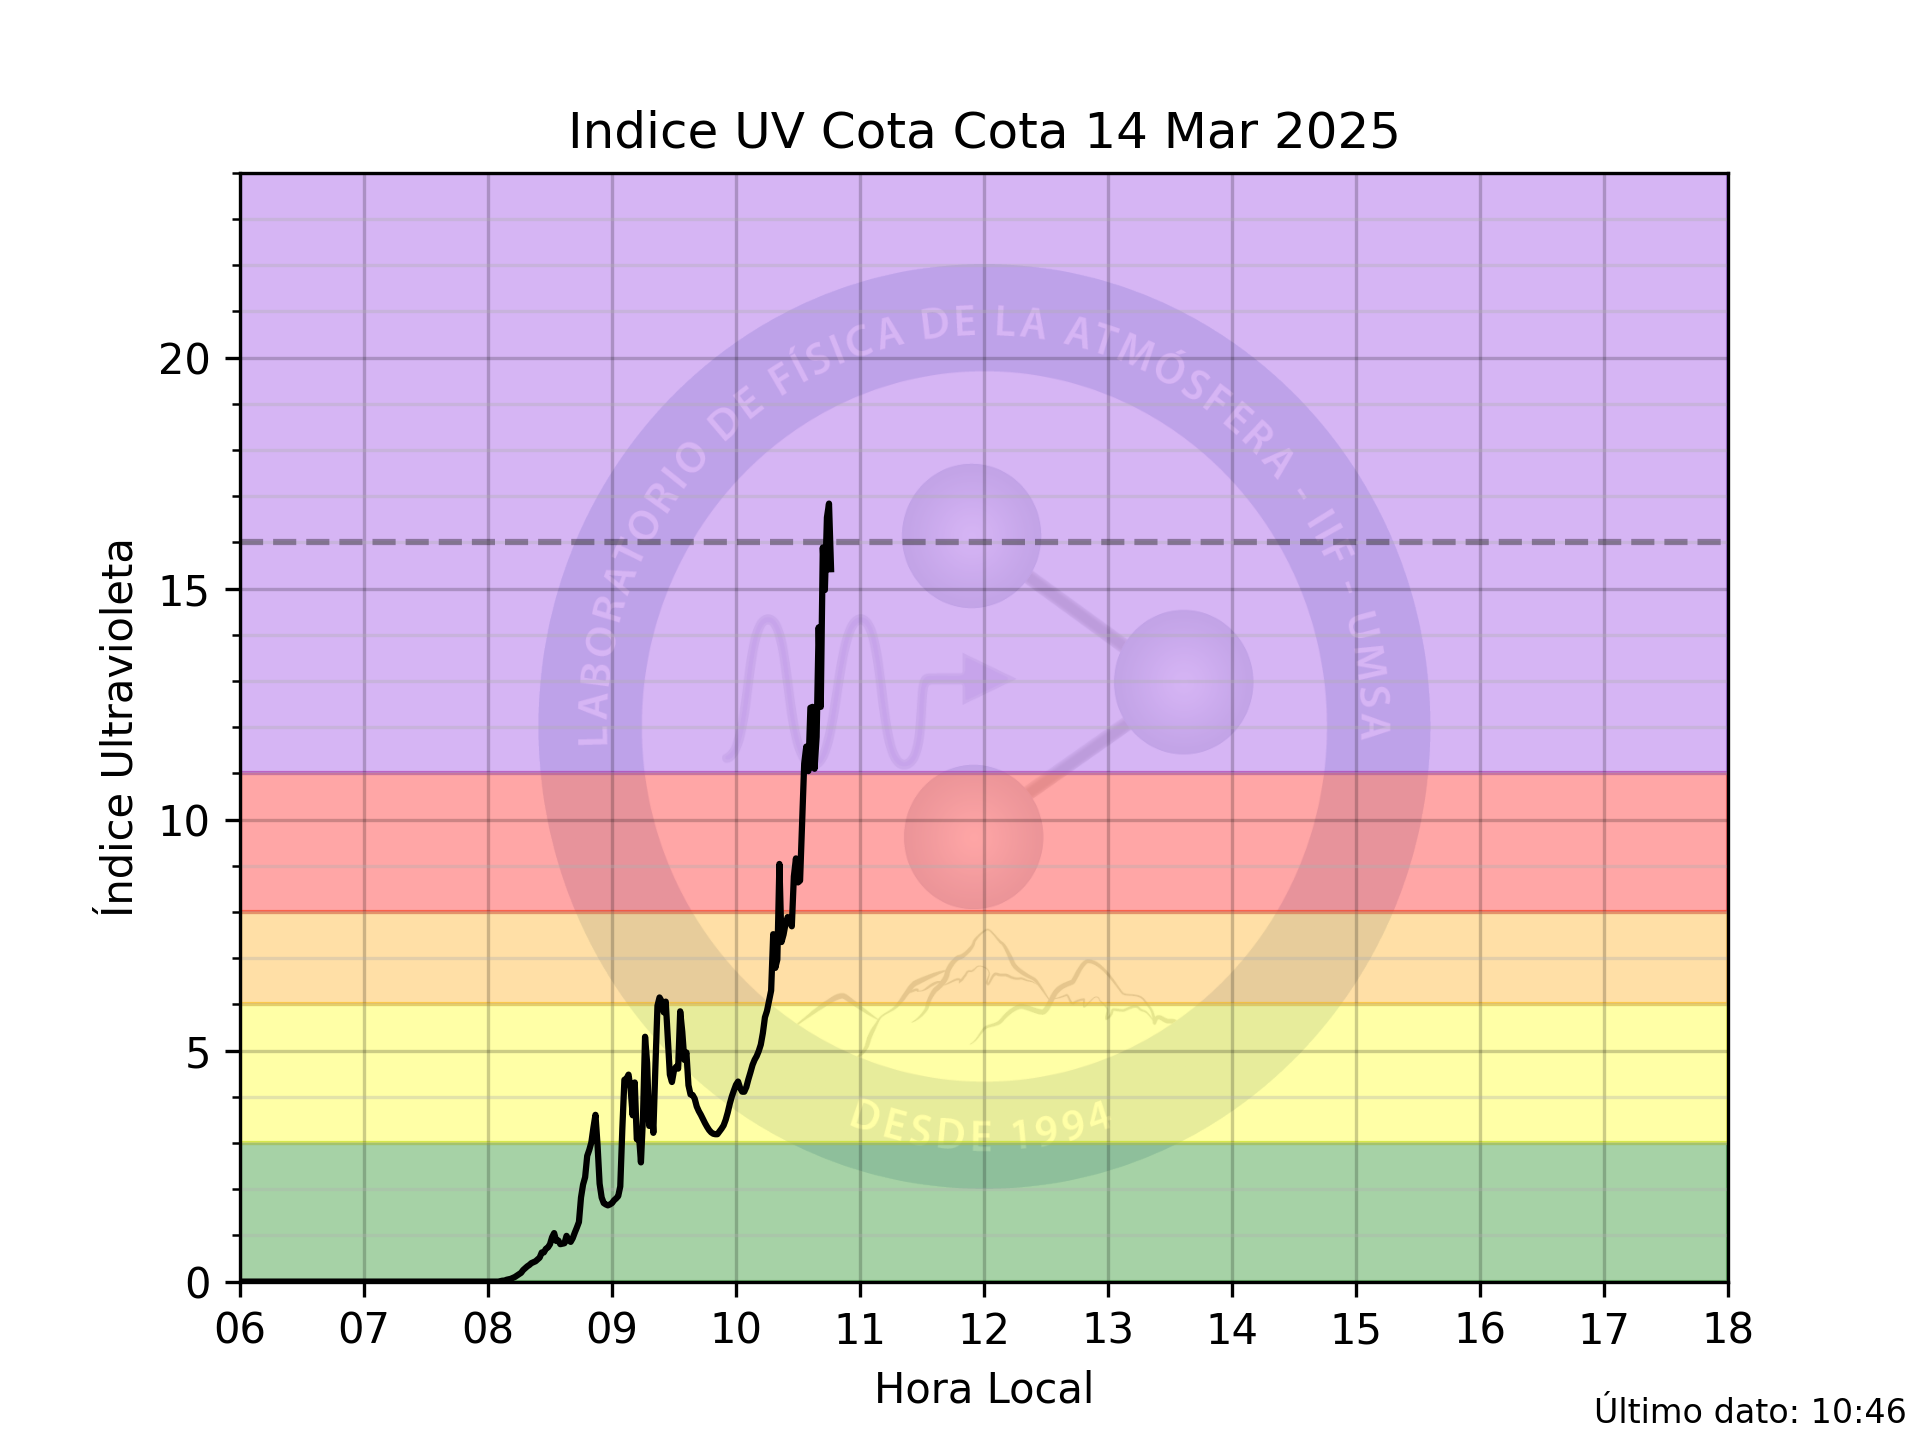 Indice UV Cota Cota 14 Mar 2025
LABORATORIO DE FÍSICA DE LA ATMÓSFERA - IIF - UMSA
DESDE 1994
Índice Ultravioleta
20
15
10
5
0
06 07 08 09 10 11 12 13 14 15 16 17 18
Hora Local
Último dato: 10:46